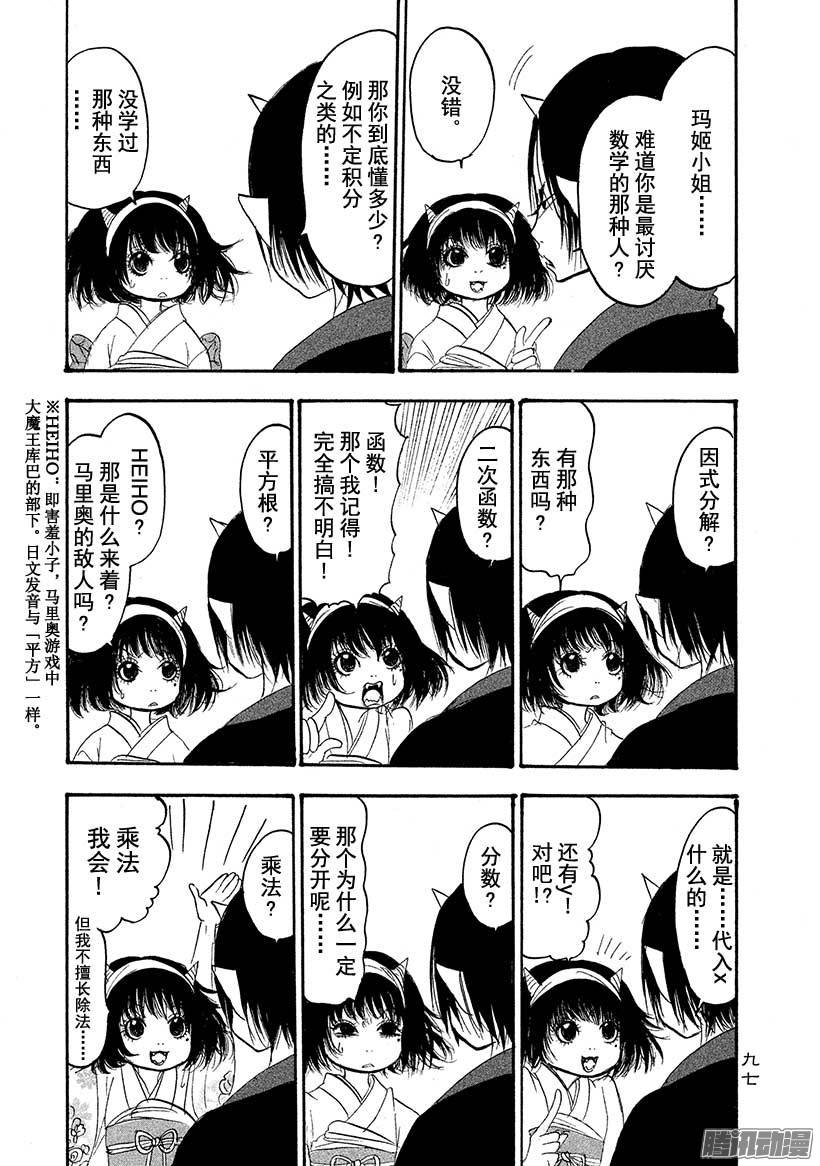 玛姬小姐……
难道你是最讨厌
数学的那种人？
没错。
那你到底懂多少？
例如不定积分
之类的……
没学过
那种东西
……
因式分解？
有那种
东西吗？
二次函数？
函数！
那个我记得！
完全搞不明白！
平方根？
HEIHO？
那是什么来着？
马里奥的敌人吗？
※HEIHO：即害羞小子，马里奥游戏中
大魔王库巴的部下。日文发音与「平方」一样。
就是……代入x
什么的……
还有y！
对吧！？
分数？
那个为什么一定
要分开呢……
乘法？
乘法
我会！
但我不擅长除法……
九七
腾讯动漫